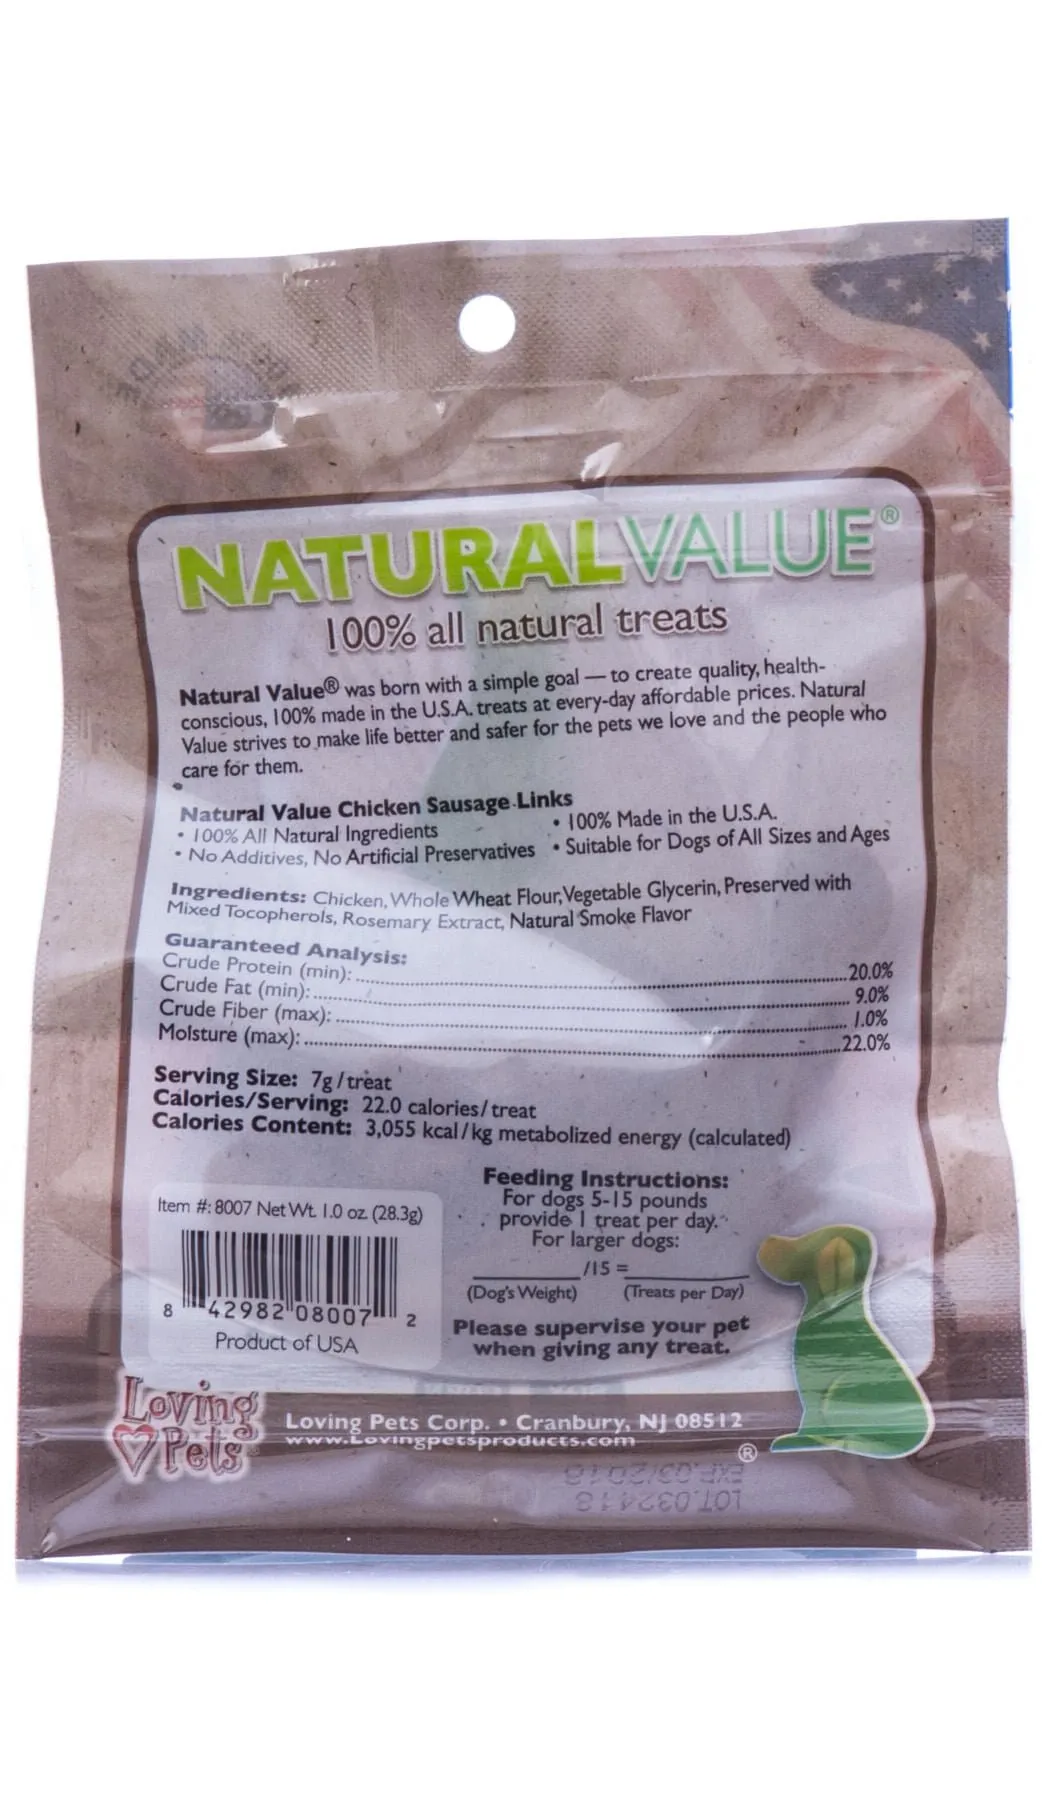 MADE
NATURALVALUE®
100% all natural treats
Natural Value® was born with a simple goal — to create quality, health-
conscious, 100% made in the U.S.A. treats at every-day affordable prices. Natural
Value strives to make life better and safer for the pets we love and the people who
care for them.
Natural Value Chicken Sausage Links
• 100% All Natural Ingredients • 100% Made in the U.S.A.
• No Additives, No Artificial Preservatives • Suitable for Dogs of All Sizes and Ages
Ingredients: Chicken, Whole Wheat Flour, Vegetable Glycerin, Preserved with
Mixed Tocopherols, Rosemary Extract, Natural Smoke Flavor
Guaranteed Analysis:
Crude Protein (min): 20.0%
Crude Fat (min): 9.0%
Crude Fiber (max): 1.0%
Moisture (max): 22.0%
Serving Size: 7g/treat
Calories/Serving: 22.0 calories/treat
Calories Content: 3,055 kcal/kg metabolized energy (calculated)
Item #: 8007 Net Wt. 1.0 oz. (28.3g)
8 42982 08007 2
Product of USA
Feeding Instructions:
For dogs 5-15 pounds
provide 1 treat per day.
For larger dogs:
/15 =
(Dog's Weight) (Treats per Day)
Please supervise your pet
when giving any treat.
Loving
Pets
Loving Pets Corp. • Cranbury, NJ 08512
www.Lovingpetsproducts.com
®
EXP.03/2018